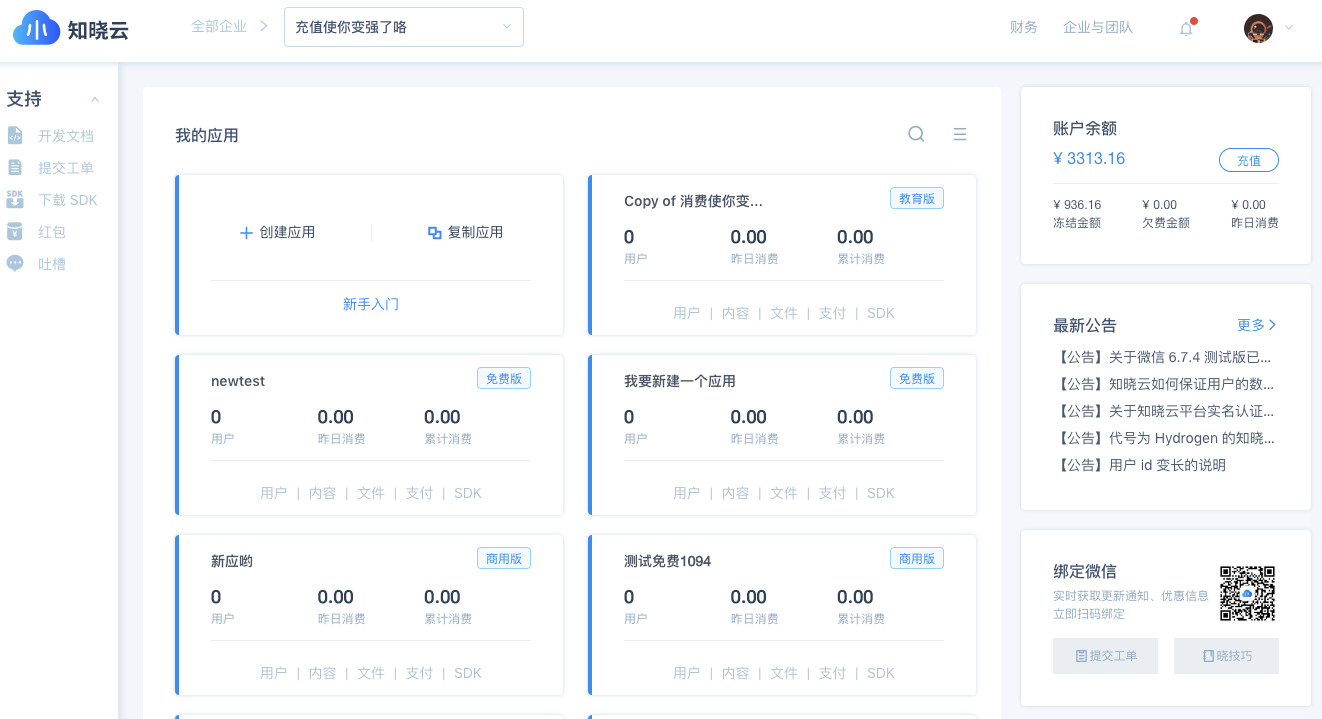 知晓云
全部企业
充值使你变强了咯
财务
企业与团队
支持
开发文档
提交工单
SDK
下载 SDK
红包
吐槽
我的应用
创建应用
复制应用
新手入门
Copy of 消费使你变...
教育版
0 0.00 0.00
用户 昨日消费 累计消费
用户 | 内容 | 文件 | 支付 | SDK
newtest
免费版
0 0.00 0.00
用户 昨日消费 累计消费
用户 | 内容 | 文件 | 支付 | SDK
我要新建一个应用
免费版
0 0.00 0.00
用户 昨日消费 累计消费
用户 | 内容 | 文件 | 支付 | SDK
新应哟
商用版
0 0.00 0.00
用户 昨日消费 累计消费
用户 | 内容 | 文件 | 支付 | SDK
测试免费1094
商用版
0 0.00 0.00
用户 昨日消费 累计消费
用户 | 内容 | 文件 | 支付 | SDK
账户余额
¥ 3313.16
充值
¥ 936.16 ¥ 0.00 ¥ 0.00
冻结金额 欠费金额 昨日消费
最新公告
更多
【公告】关于微信 6.7.4 测试版已...
【公告】知晓云如何保证用户的数...
【公告】关于知晓云平台实名认证...
【公告】代号为 Hydrogen 的知晓...
【公告】用户 id 变长的说明
绑定微信
实时获取更新通知、优惠信息
立即扫码绑定
提交工单
晓技巧